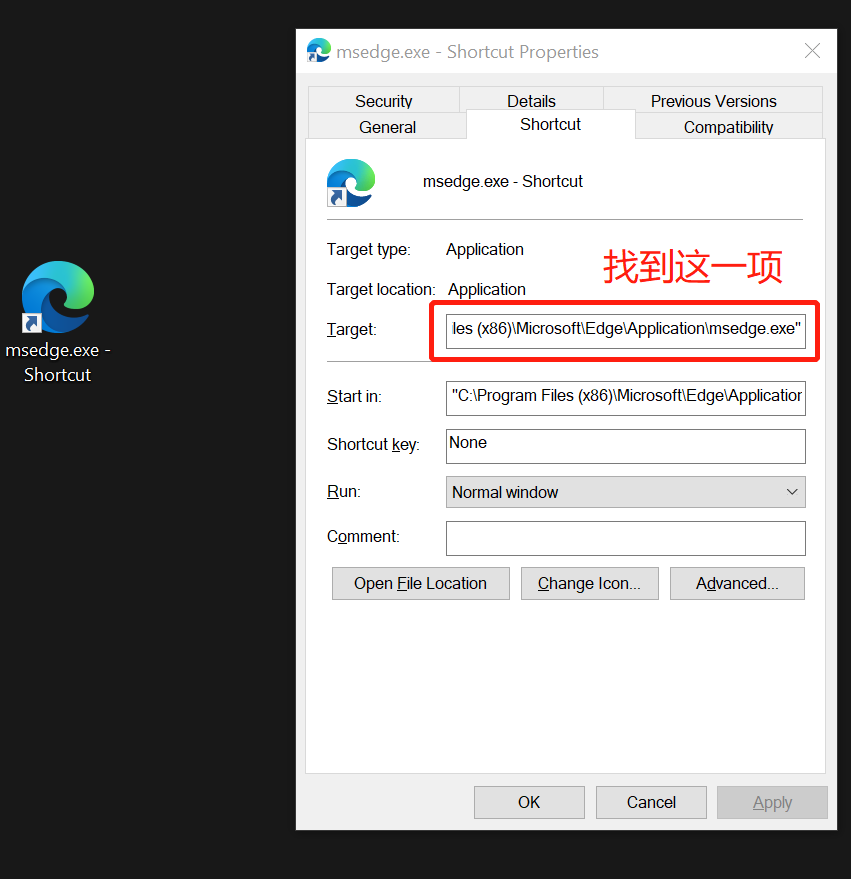 msedge.exe - Shortcut Properties
Security Details Previous Versions
General Shortcut Compatibility
msedge.exe - Shortcut
Target type: Application
找到这一项
Target location: Application
Target: les (x86)\Microsoft\Edge\Application\msedge.exe"
Start in: "C:\Program Files (x86)\Microsoft\Edge\Application
Shortcut key: None
Run: Normal window
Comment:
Open File Location Change Icon... Advanced...
OK Cancel Apply
msedge.exe -
Shortcut